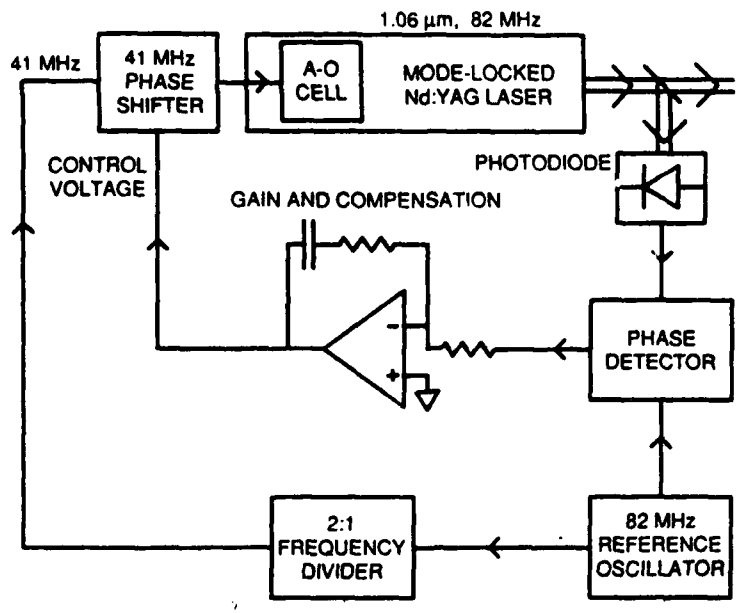 1.06 µm, 82 MHz
41 MHz
41 MHz
PHASE
SHIFTER
A-O
CELL
MODE-LOCKED
Nd:YAG LASER
CONTROL
VOLTAGE
PHOTODIODE
GAIN AND COMPENSATION
-
+
PHASE
DETECTOR
2:1
FREQUENCY
DIVIDER
82 MHz
REFERENCE
OSCILLATOR